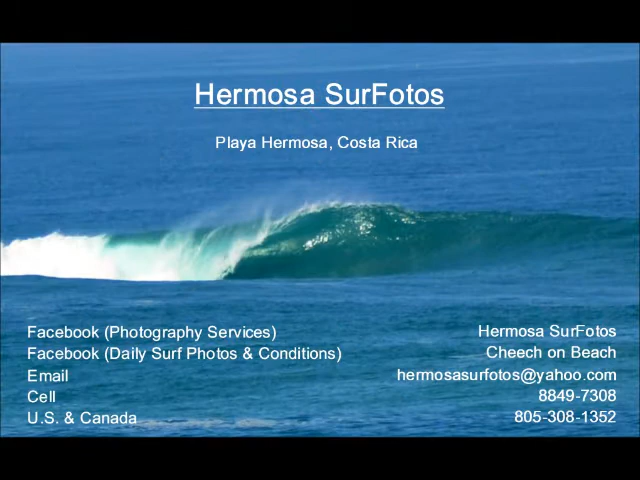 Hermosa SurFotos
Playa Hermosa, Costa Rica
Facebook (Photography Services) Hermosa SurFotos
Facebook (Daily Surf Photos & Conditions) Cheech on Beach
Email hermosasurfotos@yahoo.com
Cell 8849-7308
U.S. & Canada 805-308-1352